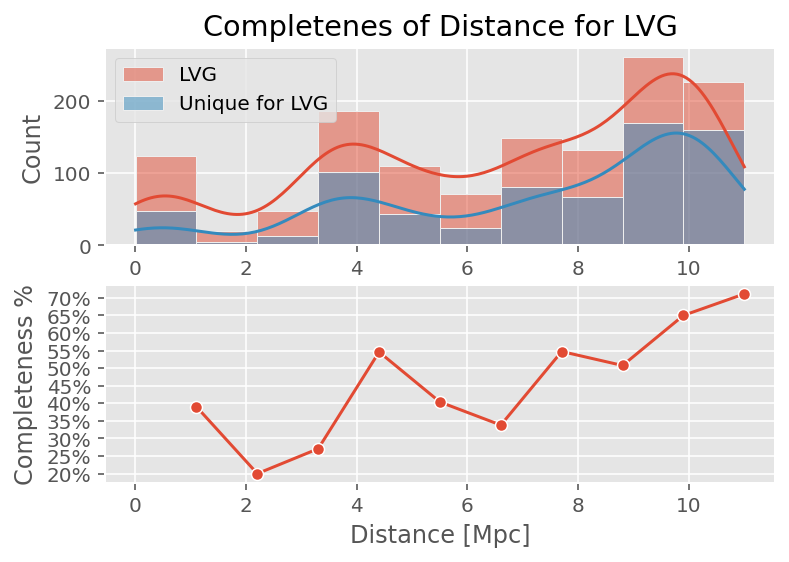 Completenes of Distance for LVG
LVG
Unique for LVG
Count
200
100
0
0 2 4 6 8 10
Completeness %
70%
65%
60%
55%
50%
45%
40%
35%
30%
25%
20%
0 2 4 6 8 10
Distance [Mpc]